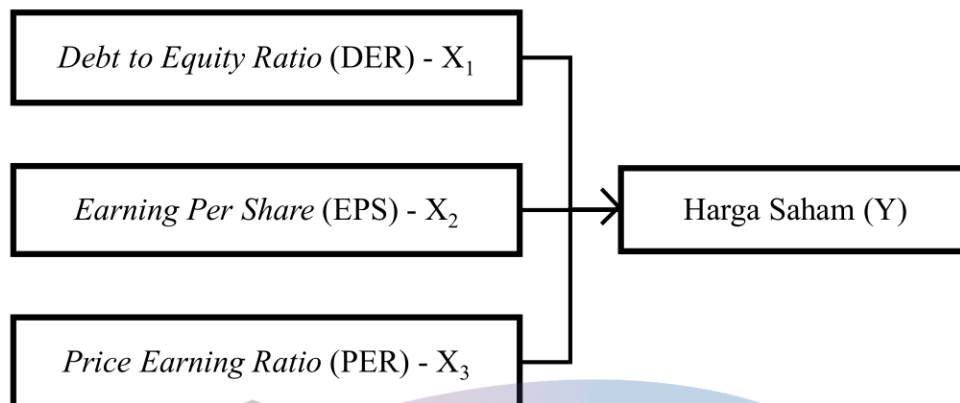 Debt to Equity Ratio (DER) - X₁
Earning Per Share (EPS) - X₂
Harga Saham (Y)
Price Earning Ratio (PER) - X₃